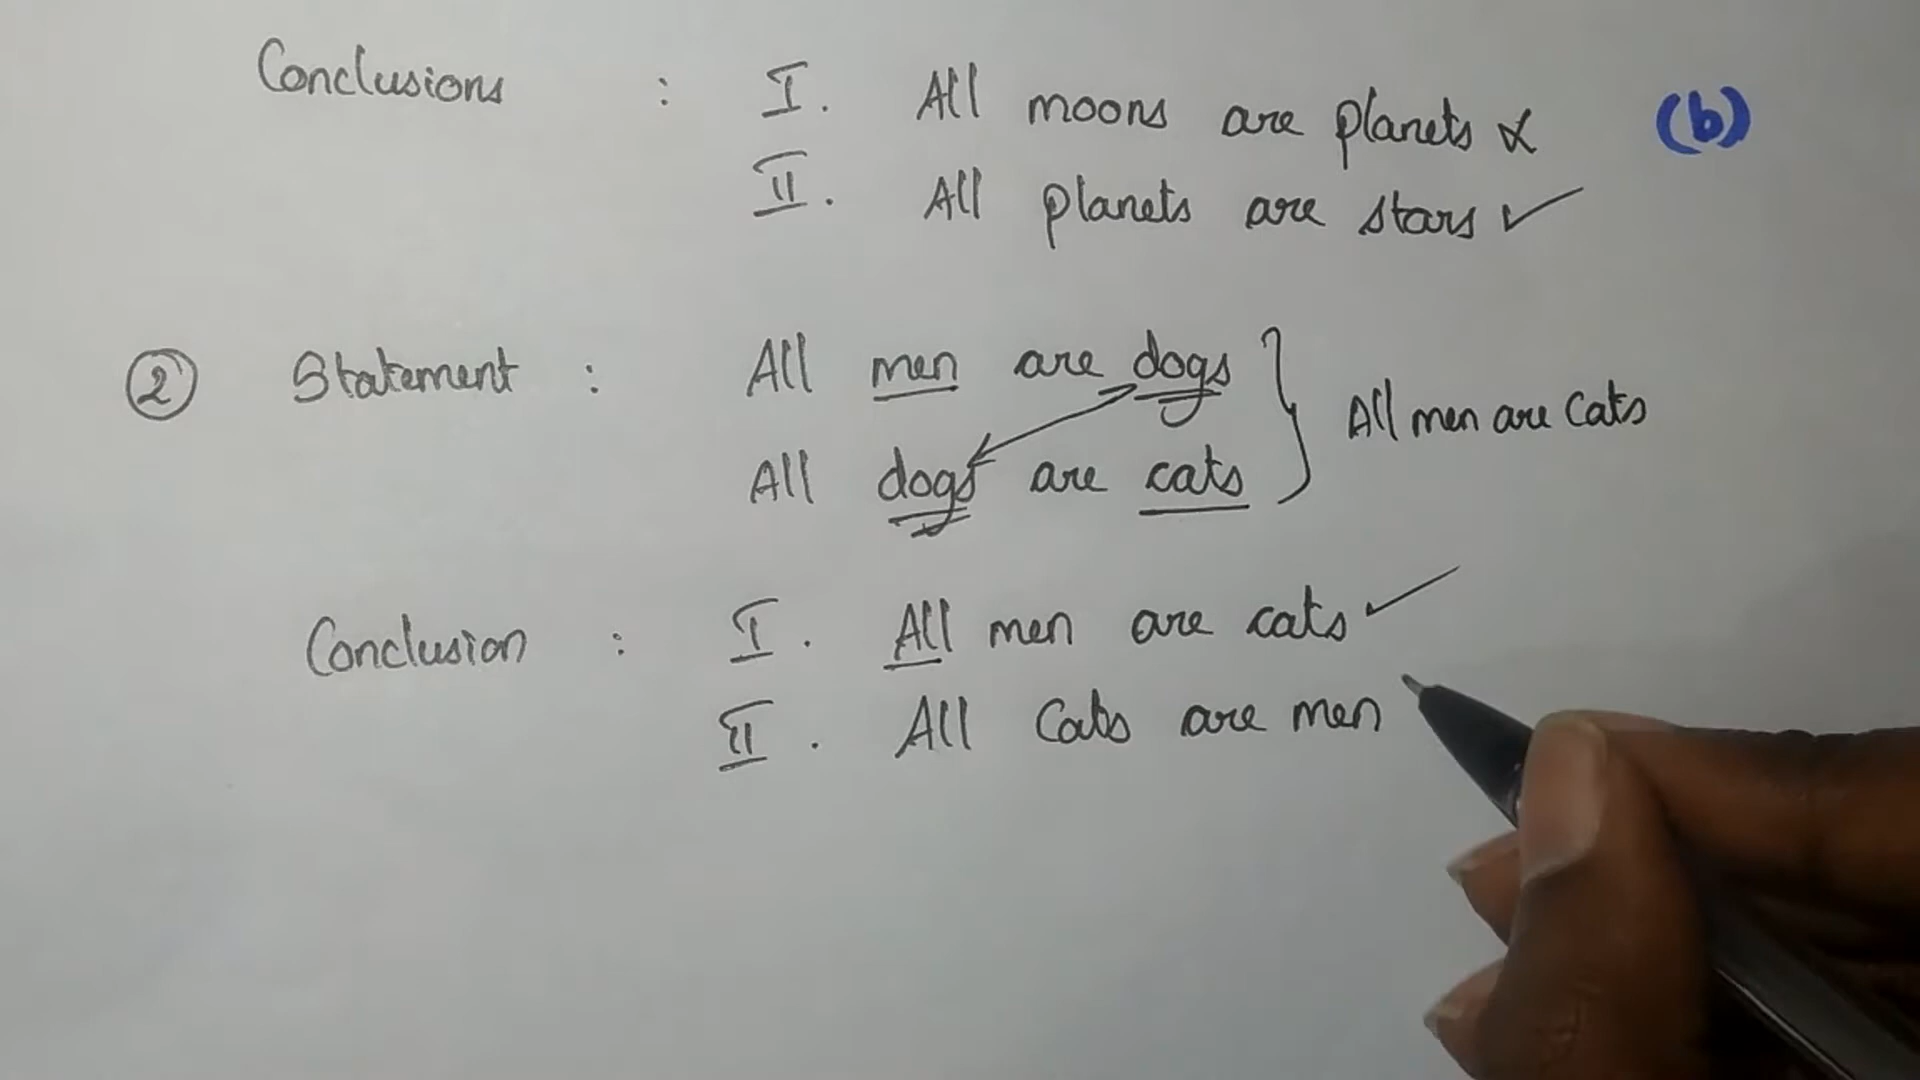 Conclusions : I. All moons are planets x (b)
II. All planets are stars ✓
2 Statement : All men are dogs } All men are cats
All dogs are cats
Conclusion : I. All men are cats ✓
II. All cats are men